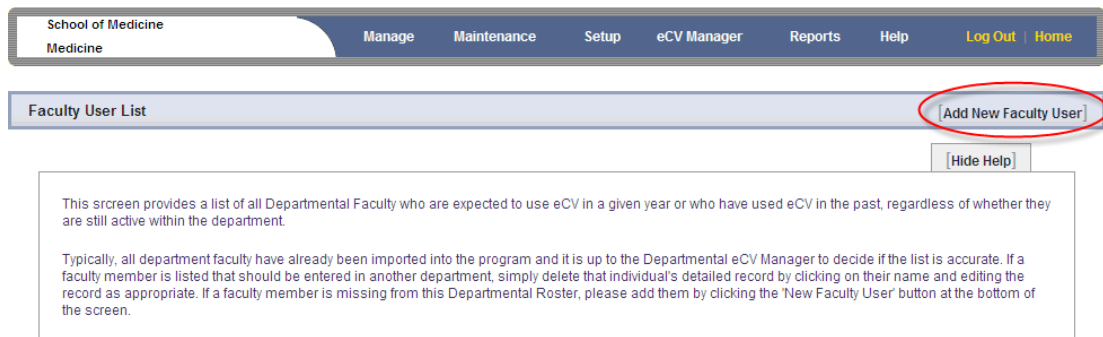 School of Medicine
Medicine
Manage Maintenance Setup eCV Manager Reports Help Log Out | Home
Faculty User List [Add New Faculty User]
[Hide Help]
This srcreen provides a list of all Departmental Faculty who are expected to use eCV in a given year or who have used eCV in the past, regardless of whether they
are still active within the department.
Typically, all department faculty have already been imported into the program and it is up to the Departmental eCV Manager to decide if the list is accurate. If a
faculty member is listed that should be entered in another department, simply delete that individual's detailed record by clicking on their name and editing the
record as appropriate. If a faculty member is missing from this Departmental Roster, please add them by clicking the 'New Faculty User' button at the bottom of
the screen.